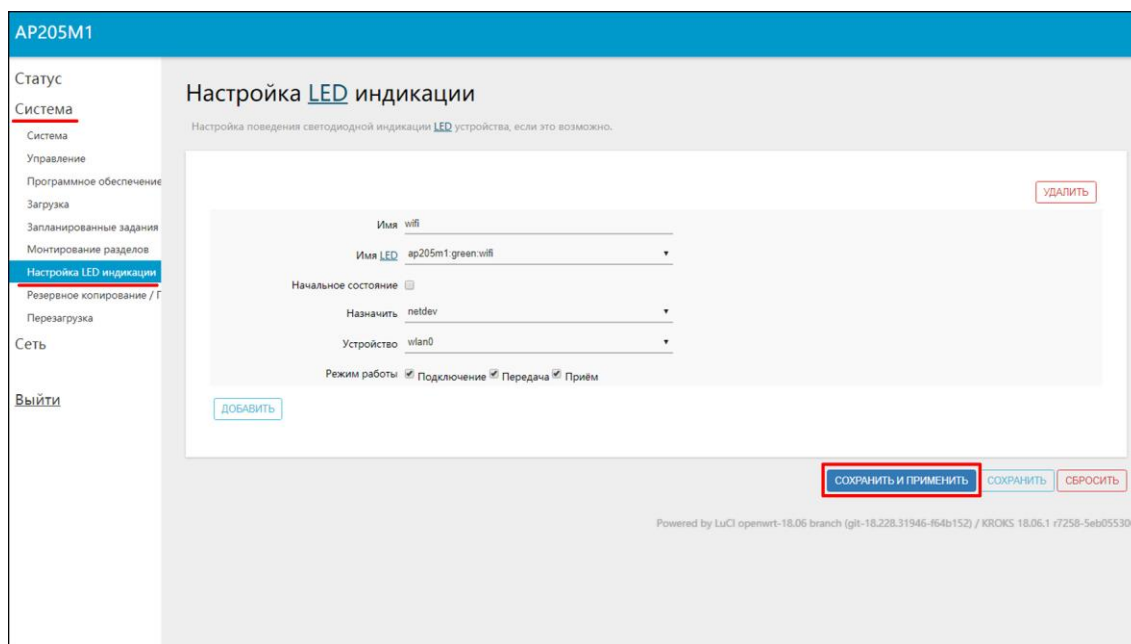 AP205M1
Статус
Система
Система
Управление
Программное обеспечение
Загрузка
Запланированные задания
Монтирование разделов
Настройка LED индикации
Резервное копирование / П
Перезагрузка
Сеть
Выйти
Настройка LED индикации
Настройка поведения светодиодной индикации LED устройства, если это возможно.
УДАЛИТЬ
Имя wifi
Имя LED ap205m1:green:wifi
Начальное состояние
Назначить netdev
Устройство wlan0
Режим работы Подключение Передача Приём
ДОБАВИТЬ
СОХРАНИТЬ И ПРИМЕНИТЬ СОХРАНИТЬ СБРОСИТЬ
Powered by LuCI openwrt-18.06 branch (git-18.228.31946-f64b152) / KROKS 18.06.1 r7258-5eb05530